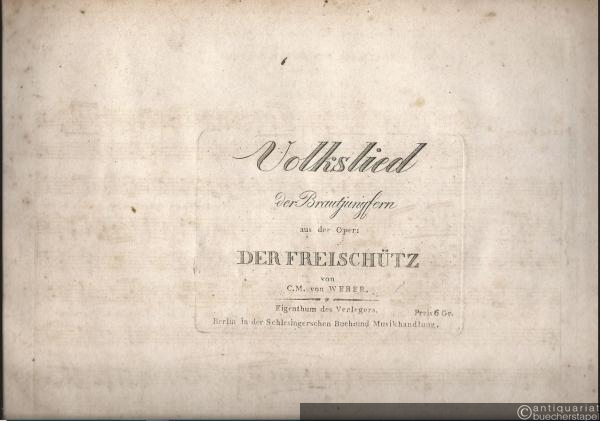 Volkslied
der Brautjungfern
aus der Oper:
DER FREISCHÜTZ
von
C.M. von WEBER.
Eigenthum des Verlegers.
Preis 6 Gr.
Berlin in der Schlesingerschen Buch und Musikhandlung.
©antiquariat
buecherstapel